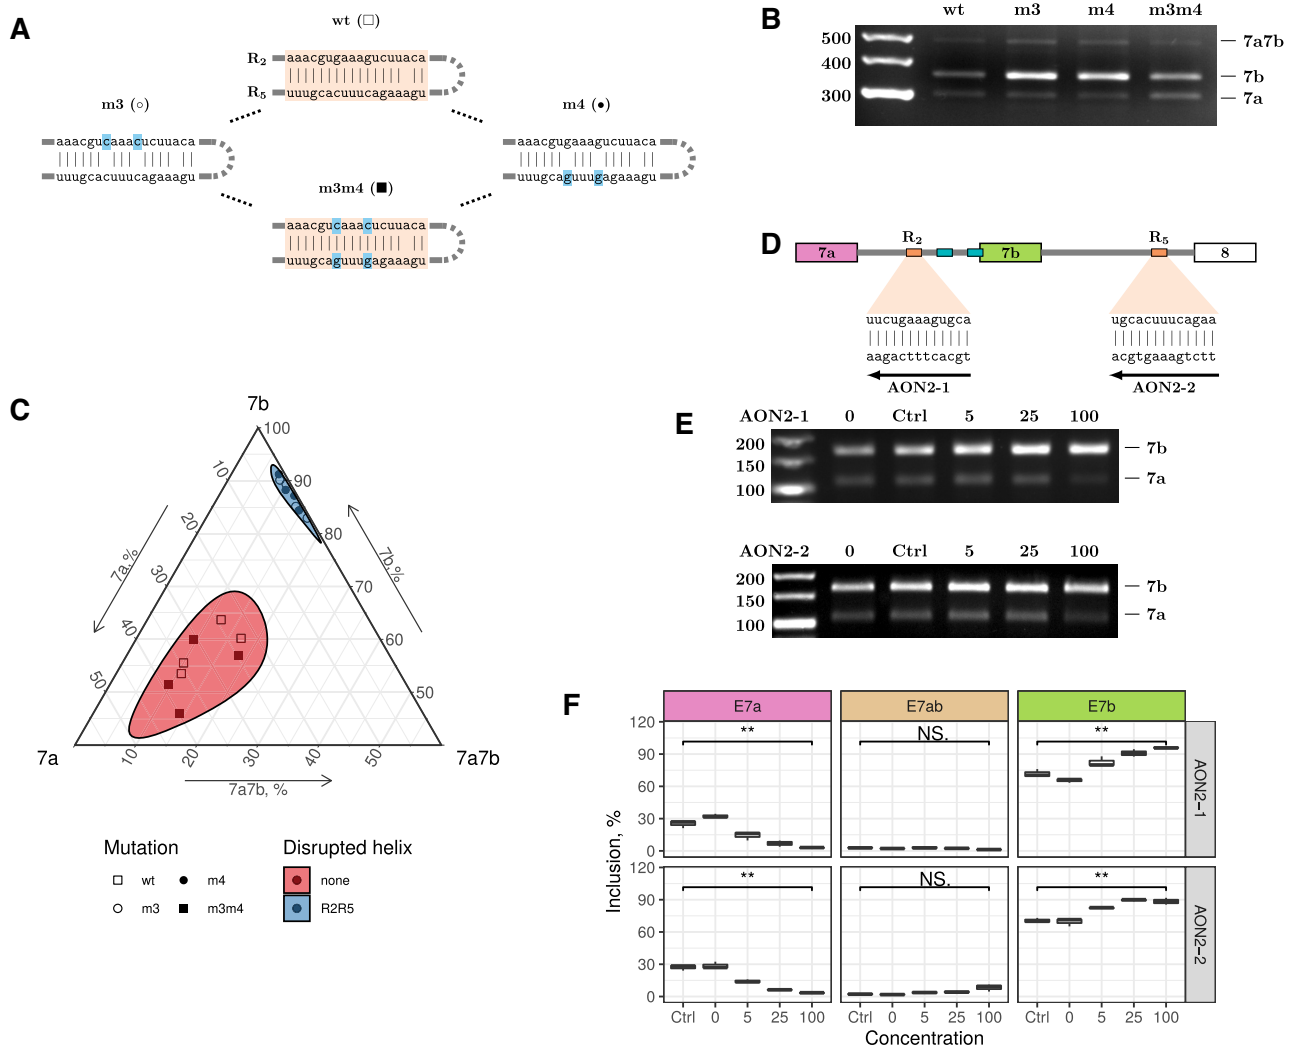 A
wt (□)
R2
aaacgugaaagucuuaca
R5
uuugcacuuucagaaagu
m3 (○)
aaacgucaaacucuuaca
uuugcacuuucagaaagu
m4 (●)
aaacgugaaagucuuaca
uuugcaguuugagaaagu
m3m4 (■)
aaacgucaaacucuuaca
uuugcaguuugagaaagu
B
wt m3 m4 m3m4
500
400
300
7a7b
7b
7a
C
7b
100
90
80
70
60
50
10
20
30
40
50
7a, %
7b, %
7a
7a7b
10 20 30 40 50
7a7b, %
Mutation
wt
m3
m4
m3m4
Disrupted helix
none
R2R5
D
7a R2 7b R5 8
uucugaaagugca
aagactttcacgt
AON2-1
ugcacuuucagaa
acgtgaaagtctt
AON2-2
E
AON2-1 0 Ctrl 5 25 100
200
150
100
7b
7a
AON2-2 0 Ctrl 5 25 100
200
150
100
7b
7a
F
E7a E7ab E7b
Inclusion, %
120
90
60
30
0
** NS. **
AON2−1
120
90
60
30
0
** NS. **
AON2−2
Ctrl 0 5 25 100 Ctrl 0 5 25 100 Ctrl 0 5 25 100
Concentration